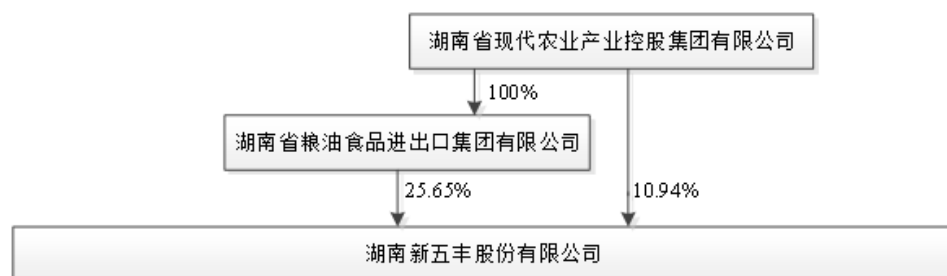 湖南省现代农业产业控股集团有限公司
100%
湖南省粮油食品进出口集团有限公司
25.65%
10.94%
湖南新五丰股份有限公司